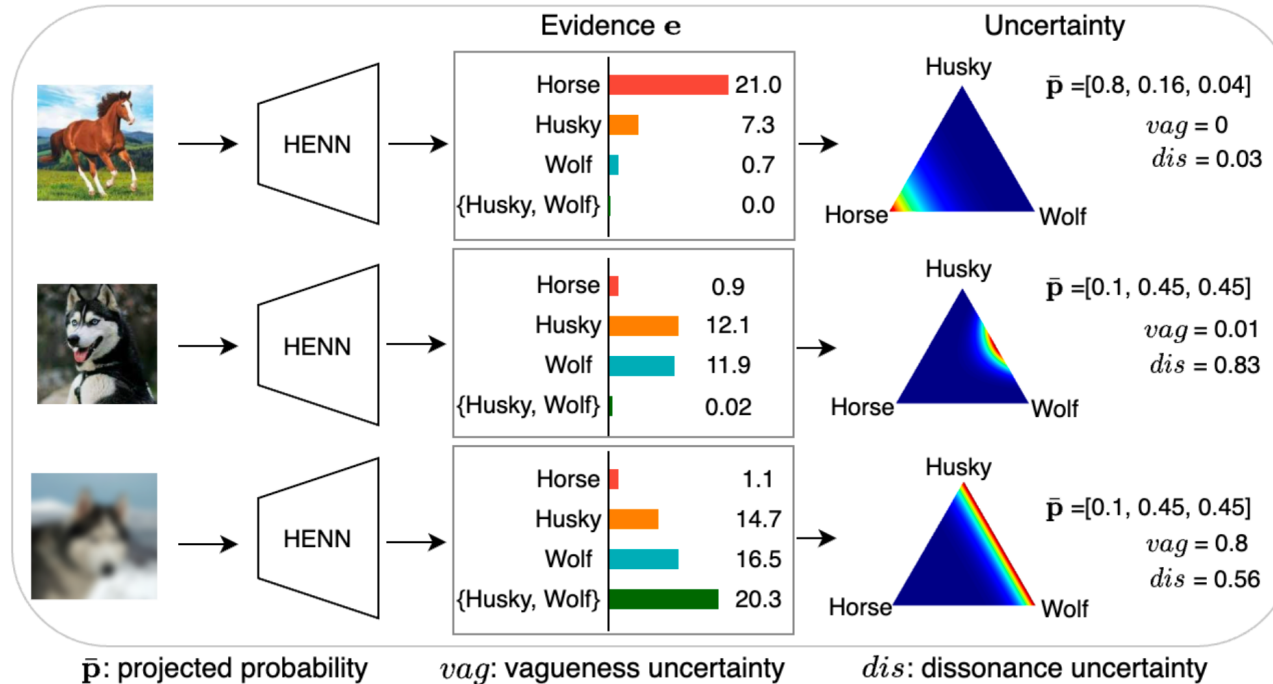 Evidence e
Uncertainty
HENN
Horse 21.0
Husky 7.3
Wolf 0.7
{Husky, Wolf} 0.0
Husky
Horse
Wolf
p̄ =[0.8, 0.16, 0.04]
vag = 0
dis = 0.03
HENN
Horse 0.9
Husky 12.1
Wolf 11.9
{Husky, Wolf} 0.02
Husky
Horse
Wolf
p̄ =[0.1, 0.45, 0.45]
vag = 0.01
dis = 0.83
HENN
Horse 1.1
Husky 14.7
Wolf 16.5
{Husky, Wolf} 20.3
Husky
Horse
Wolf
p̄ =[0.1, 0.45, 0.45]
vag = 0.8
dis = 0.56
p̄: projected probability
vag: vagueness uncertainty
dis: dissonance uncertainty